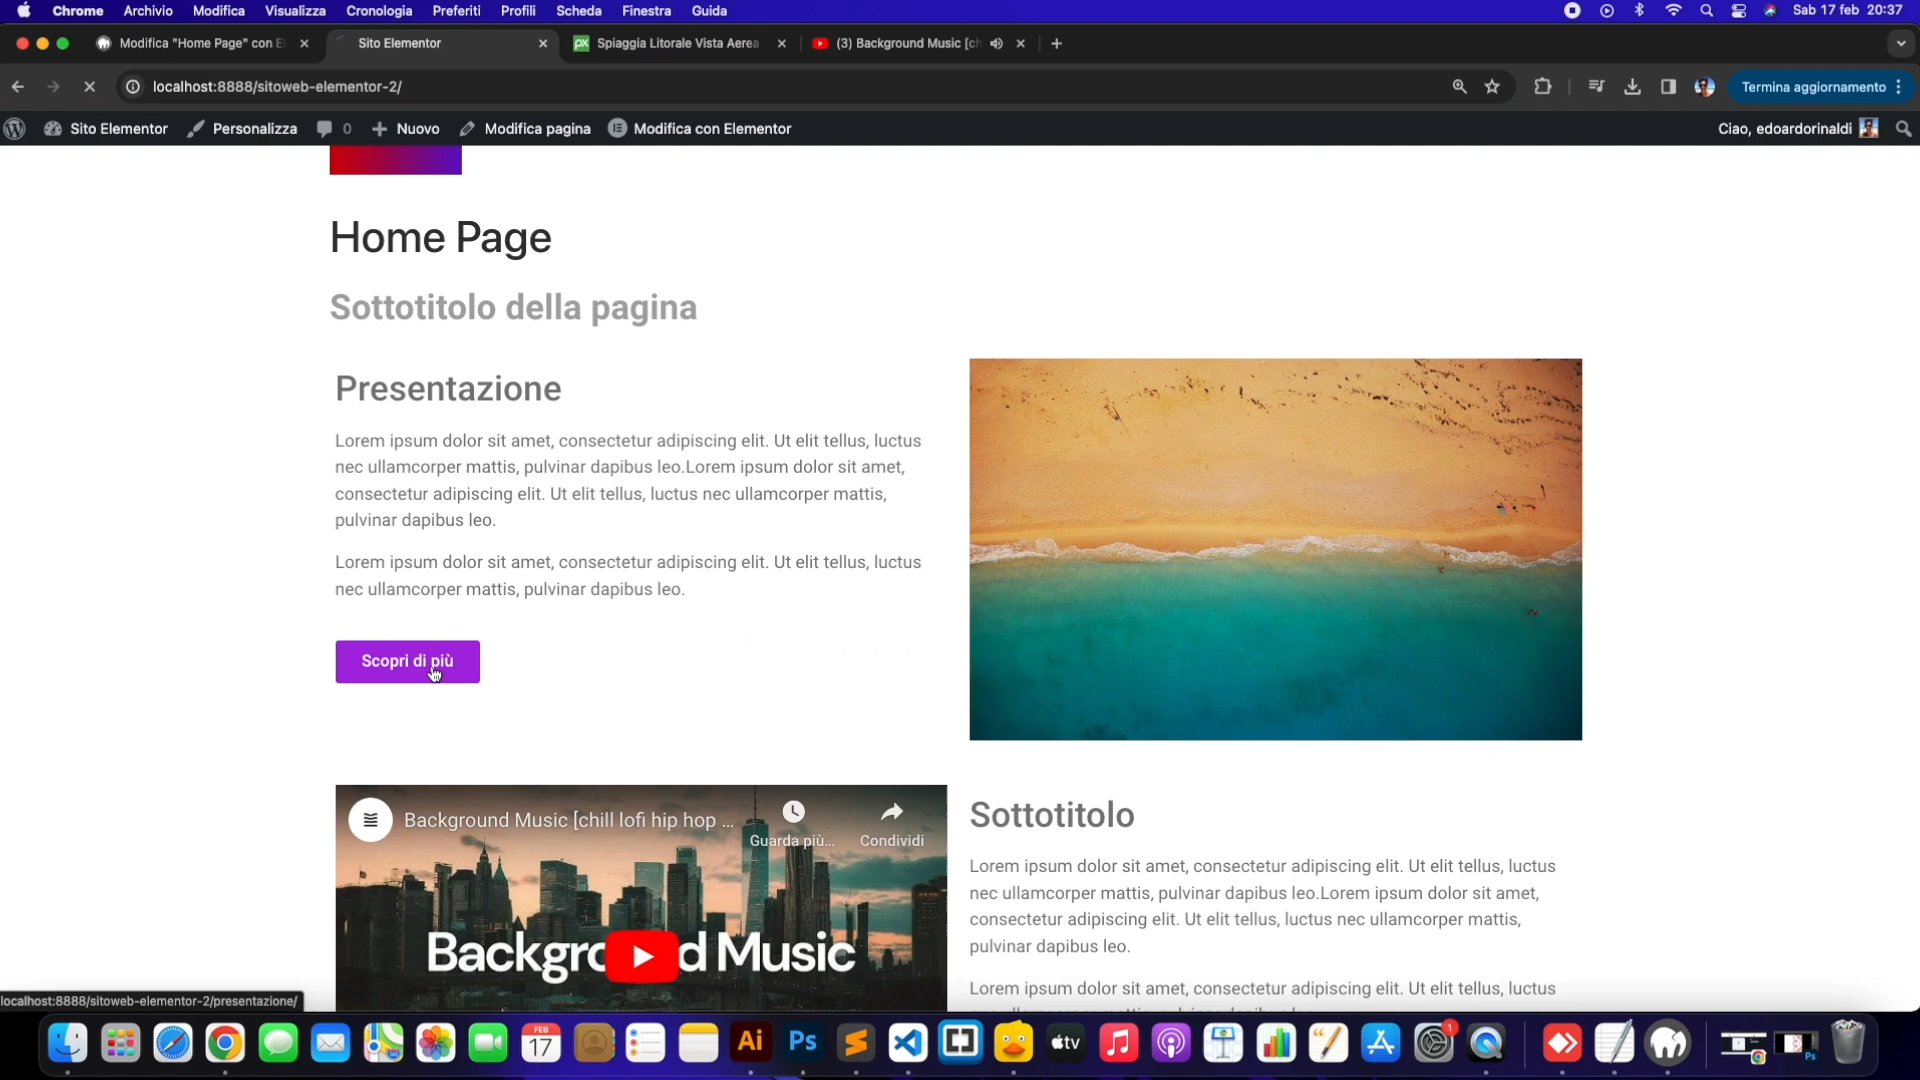 Chrome Archivio Modifica Visualizza Cronologia Preferiti Profili Scheda Finestra Guida Sab 17 feb 20:37
Modifica "Home Page" con El Sito Elementor Spiaggia Litorale Vista Aerea (3) Background Music [ch
localhost:8888/sitoweb-elementor-2/ Termina aggiornamento
Sito Elementor Personalizza 0 Nuovo Modifica pagina Modifica con Elementor Ciao, edoardorinaldi
Home Page
Sottotitolo della pagina
Presentazione
Lorem ipsum dolor sit amet, consectetur adipiscing elit. Ut elit tellus, luctus
nec ullamcorper mattis, pulvinar dapibus leo.Lorem ipsum dolor sit amet,
consectetur adipiscing elit. Ut elit tellus, luctus nec ullamcorper mattis,
pulvinar dapibus leo.
Lorem ipsum dolor sit amet, consectetur adipiscing elit. Ut elit tellus, luctus
nec ullamcorper mattis, pulvinar dapibus leo.
Scopri di più
Background Music [chill lofi hip hop ...
Guarda più... Condividi
Background Music
Sottotitolo
Lorem ipsum dolor sit amet, consectetur adipiscing elit. Ut elit tellus, luctus
nec ullamcorper mattis, pulvinar dapibus leo.Lorem ipsum dolor sit amet,
consectetur adipiscing elit. Ut elit tellus, luctus nec ullamcorper mattis,
pulvinar dapibus leo.
Lorem ipsum dolor sit amet, consectetur adipiscing elit. Ut elit tellus, luctus
localhost:8888/sitoweb-elementor-2/presentazione/
FEB
17
Ai Ps tv 1